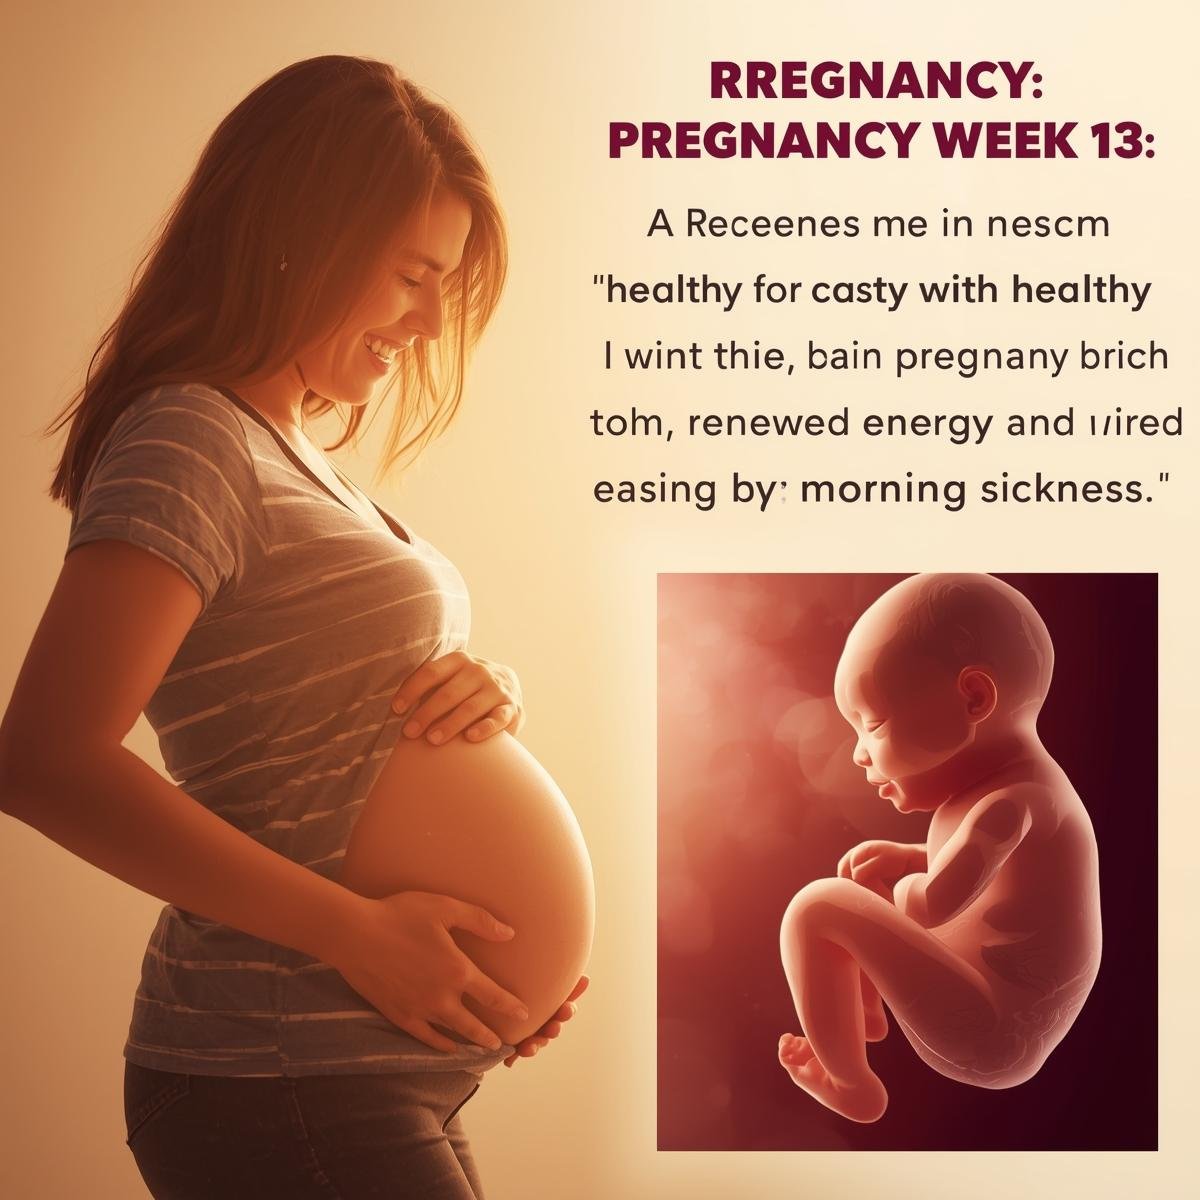 RREGNANCY:
PREGNANCY WEEK 13:
A Receenes me in nescm
"healthy for casty with healthy
I wint thie, bain pregnany brich
tom, renewed energy and
easing by: morning sickness."